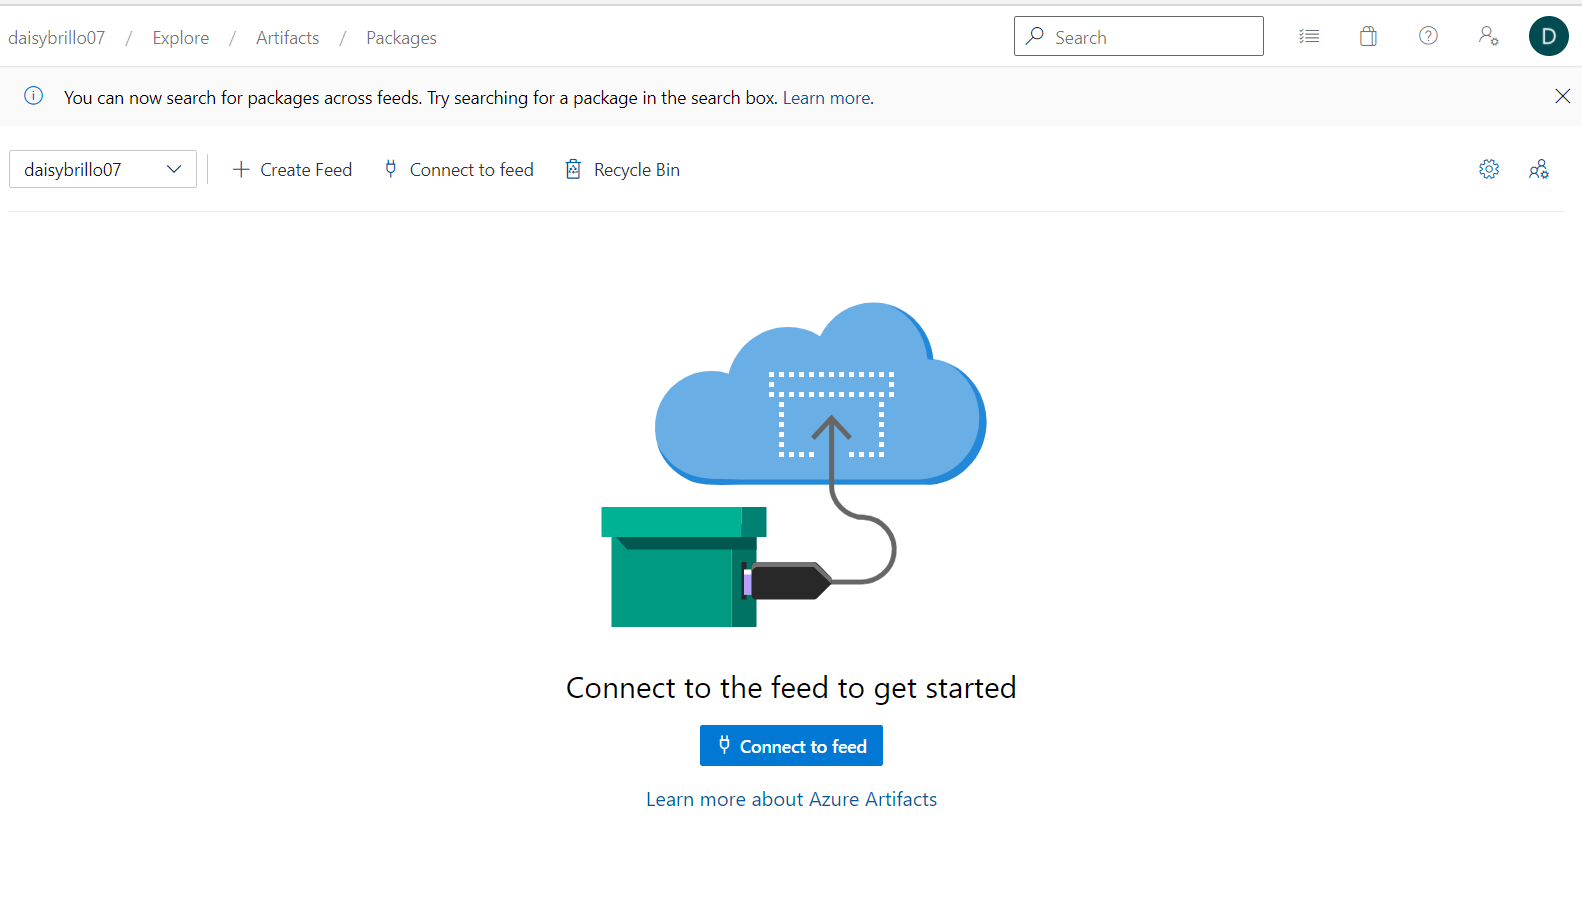 daisybrillo07 / Explore / Artifacts / Packages Search D
You can now search for packages across feeds. Try searching for a package in the search box. Learn more.
daisybrillo07 Create Feed Connect to feed Recycle Bin
Connect to the feed to get started
Connect to feed
Learn more about Azure Artifacts